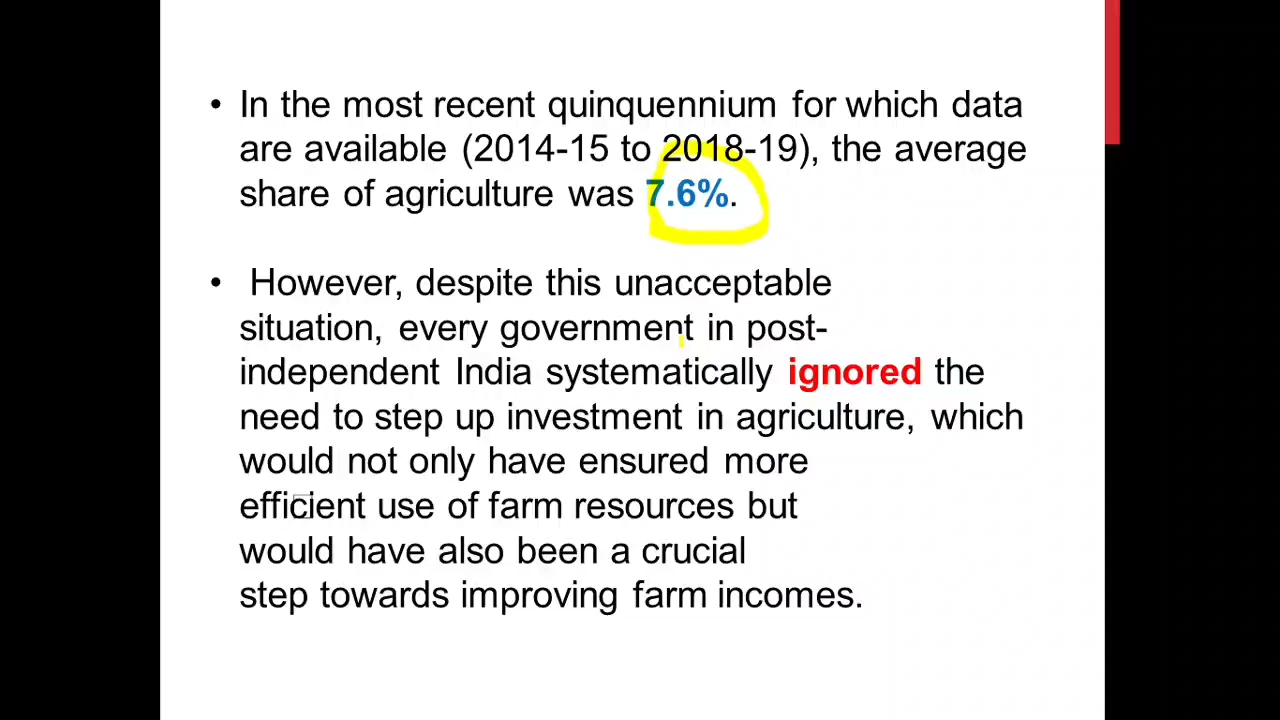 • In the most recent quinquennium for which data
are available (2014-15 to 2018-19), the average
share of agriculture was 7.6%.
• However, despite this unacceptable
situation, every government in post-
independent India systematically ignored the
need to step up investment in agriculture, which
would not only have ensured more
efficient use of farm resources but
would have also been a crucial
step towards improving farm incomes.